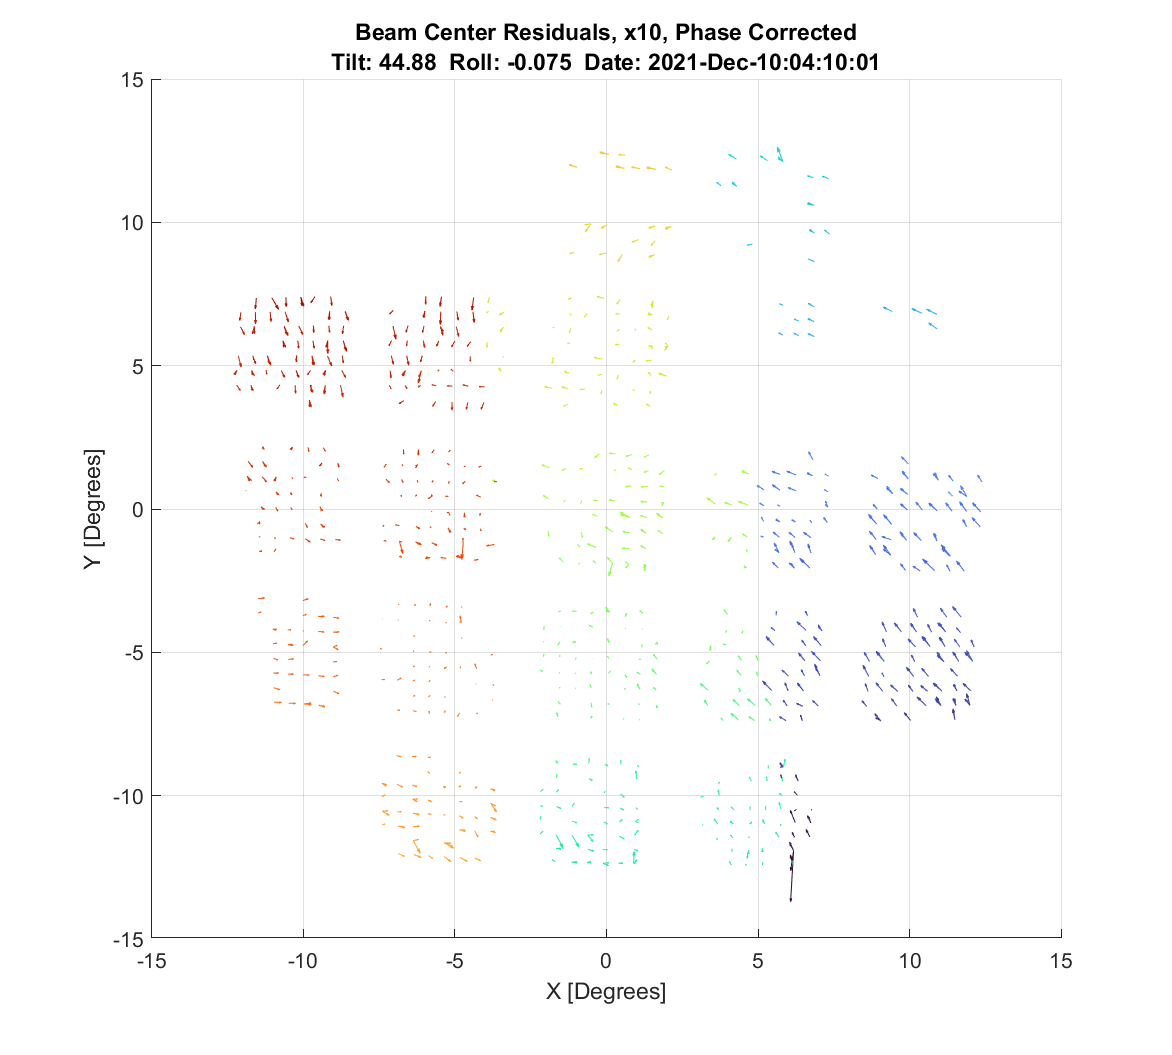 Beam Center Residuals, x10, Phase Corrected
Tilt: 44.88 Roll: -0.075 Date: 2021-Dec-10:04:10:01
15
10
5
0
-5
-10
-15
Y [Degrees]
-15 -10 -5 0 5 10 15
X [Degrees]